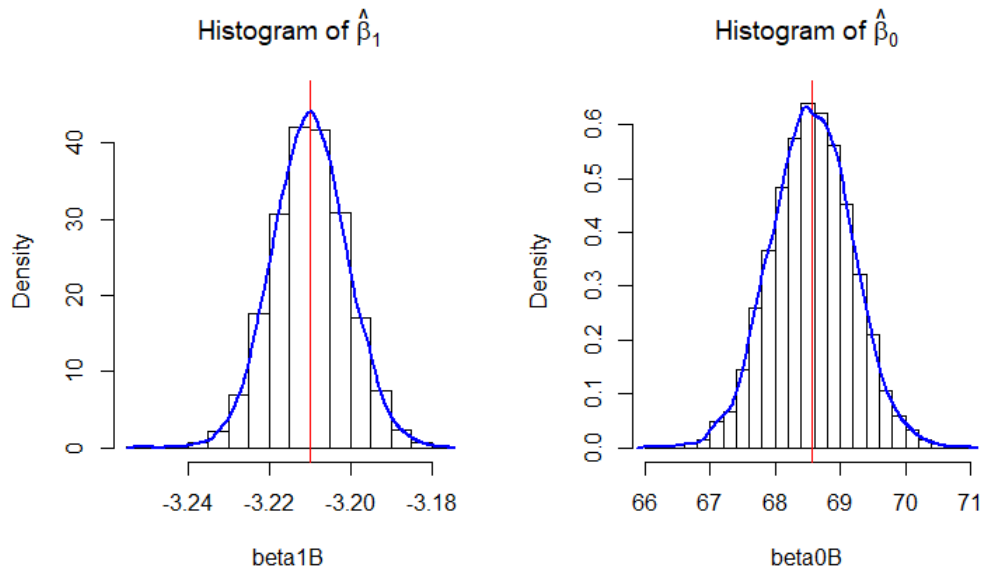 Histogram of β̂₁
Density
0 10 20 30 40
-3.24 -3.22 -3.20 -3.18
beta1B
Histogram of β̂₀
Density
0.0 0.1 0.2 0.3 0.4 0.5 0.6
66 67 68 69 70 71
beta0B